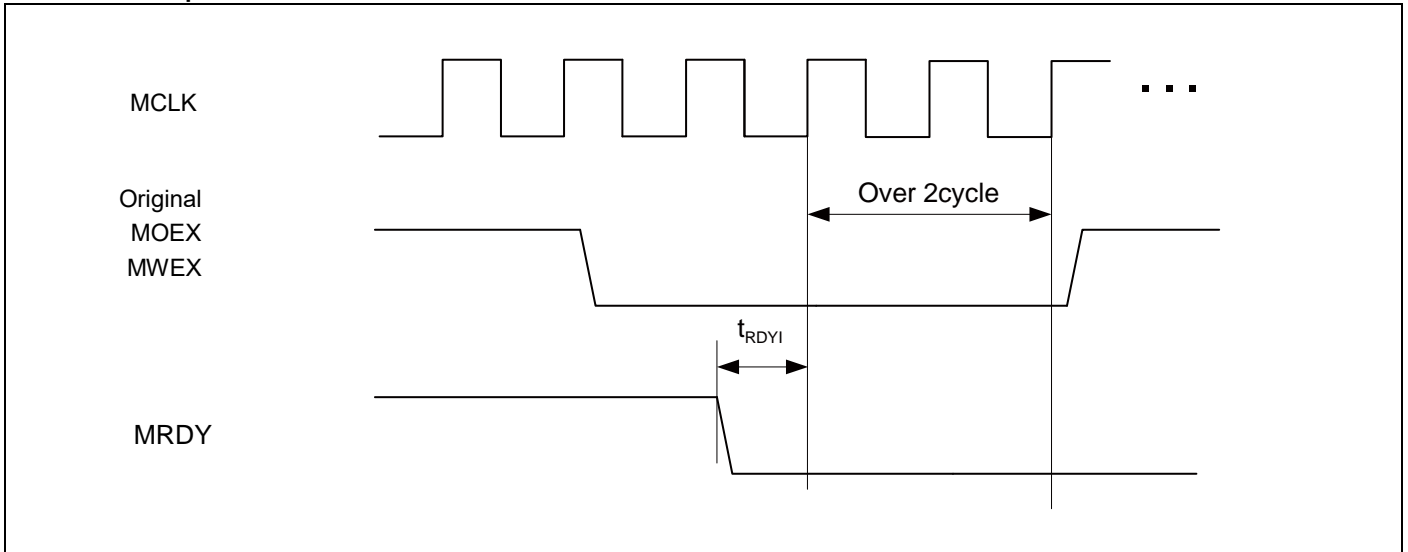 MCLK
...
Original
MOEX
MWEX
Over 2cycle
tRDYI
MRDY